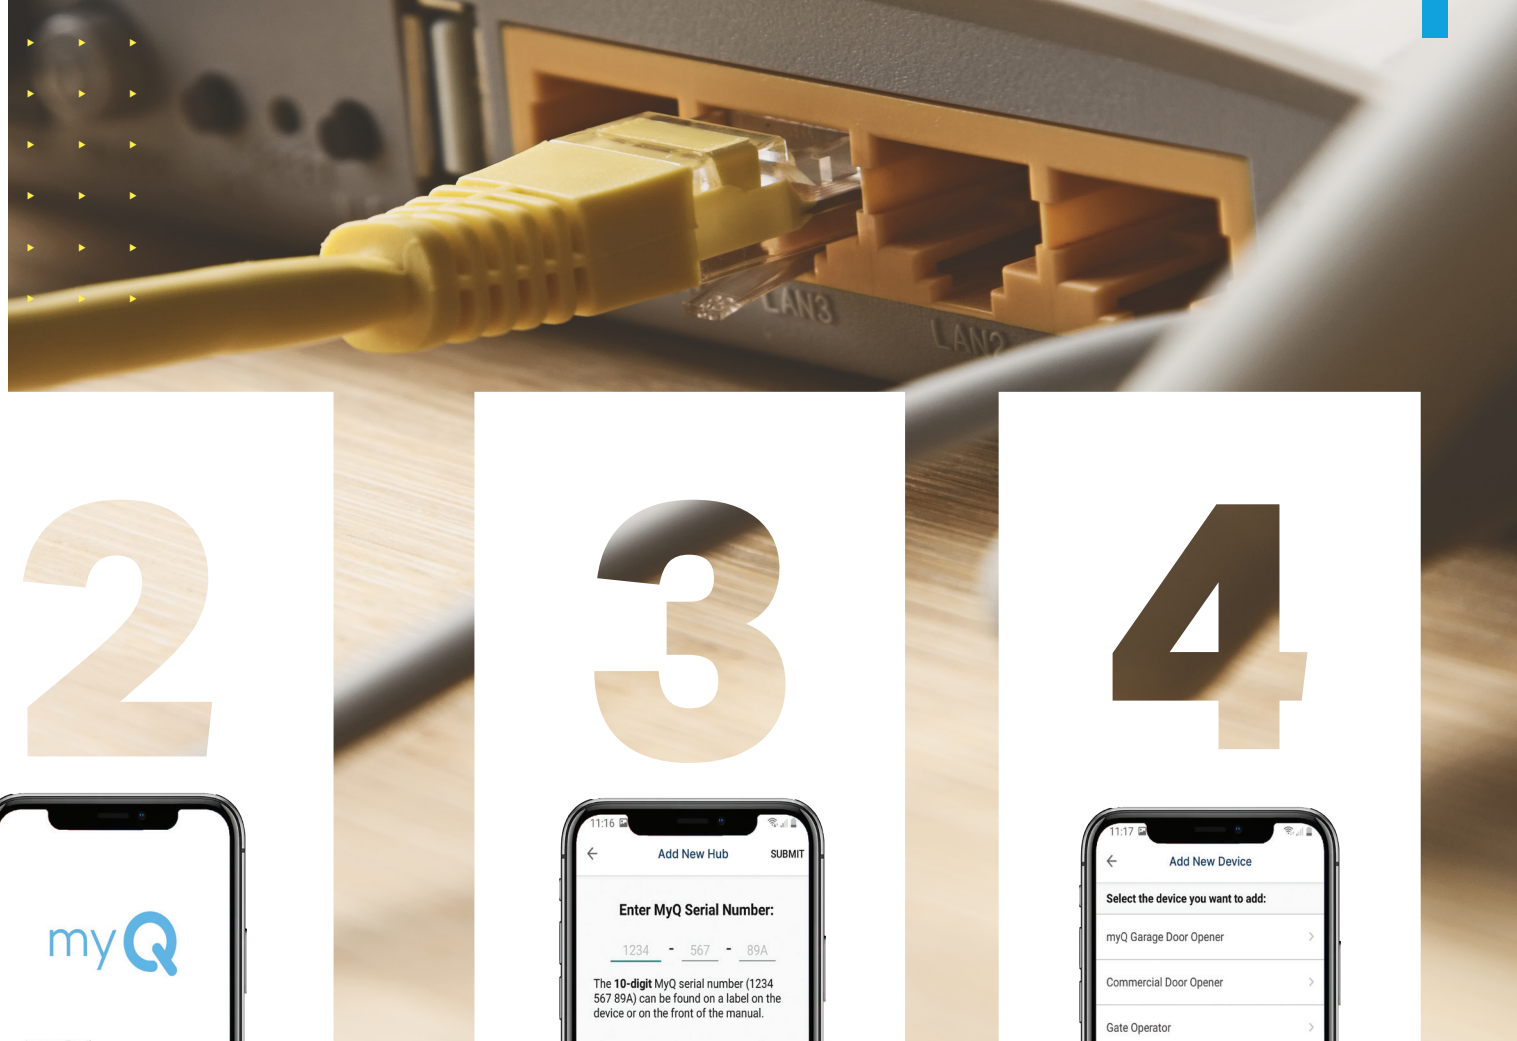 LAN3
LAN2
2
3
4
myQ
11:16
Add New Hub
SUBMIT
Enter MyQ Serial Number:
1234 - 567 - 89A
The 10-digit MyQ serial number (1234
567 89A) can be found on a label on the
device or on the front of the manual.
11:17
Add New Device
Select the device you want to add:
myQ Garage Door Opener
Commercial Door Opener
Gate Operator